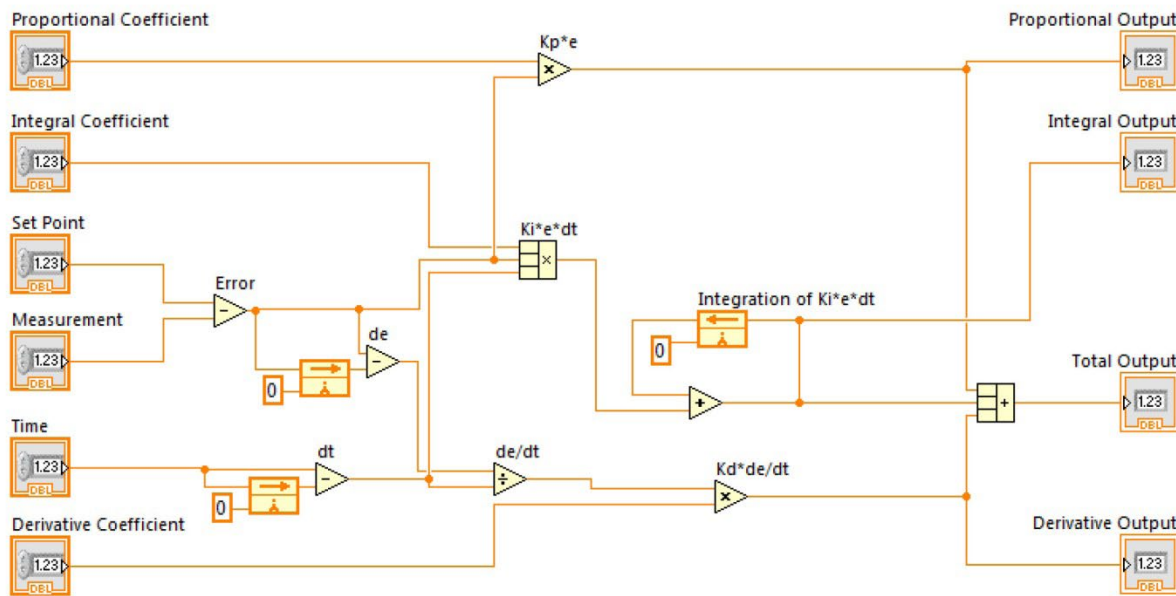 Proportional Coefficient
1.23
DBL
Kp*e
×
Proportional Output
1.23
DBL
Integral Coefficient
1.23
DBL
Integral Output
1.23
DBL
Set Point
1.23
DBL
Ki*e*dt
×
Error
-
Measurement
1.23
DBL
de
-
0
Integration of Ki*e*dt
0
+
Total Output
+
1.23
DBL
Time
1.23
DBL
dt
-
0
de/dt
÷
Kd*de/dt
×
Derivative Coefficient
1.23
DBL
Derivative Output
1.23
DBL